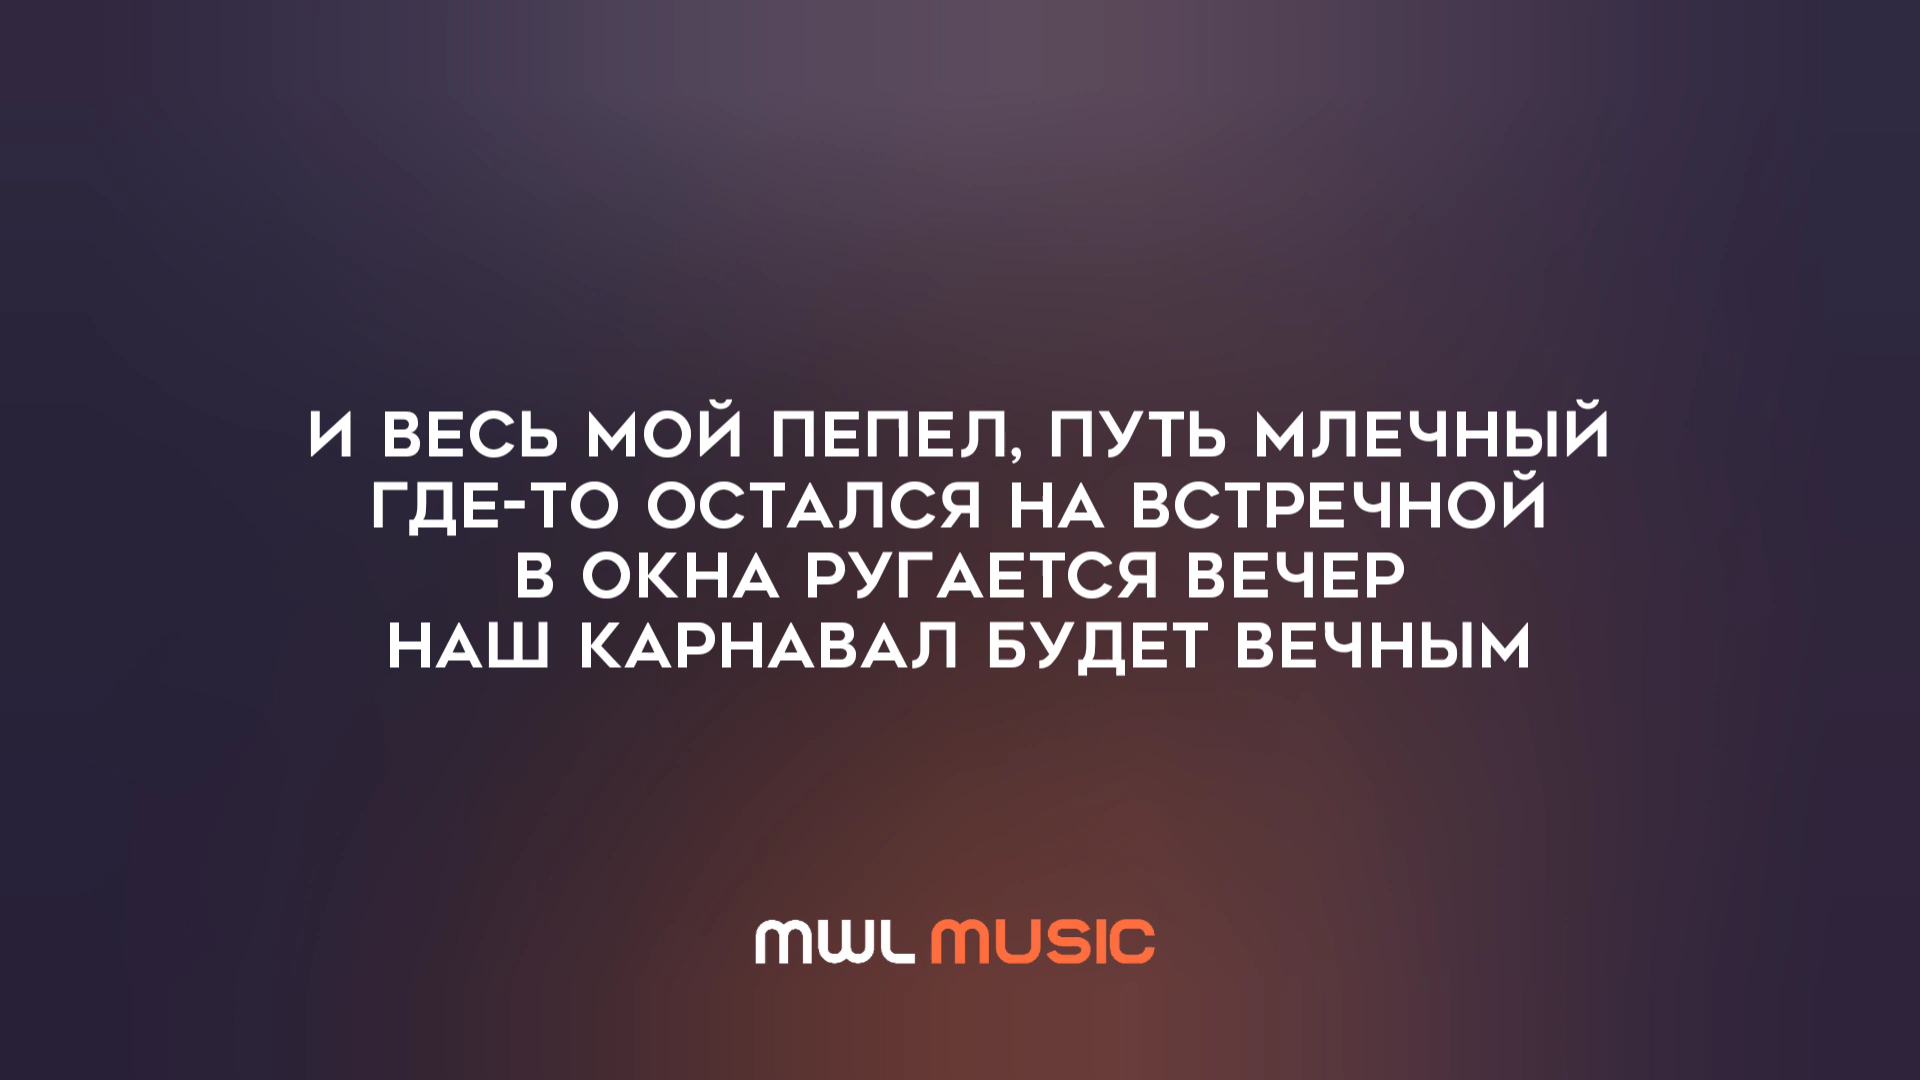 И ВЕСЬ МОЙ ПЕПЕЛ, ПУТЬ МЛЕЧНЫЙ
ГДЕ-ТО ОСТАЛСЯ НА ВСТРЕЧНОЙ
В ОКНА РУГАЕТСЯ ВЕЧЕР
НАШ КАРНАВАЛ БУДЕТ ВЕЧНЫМ
MWL MUSIC